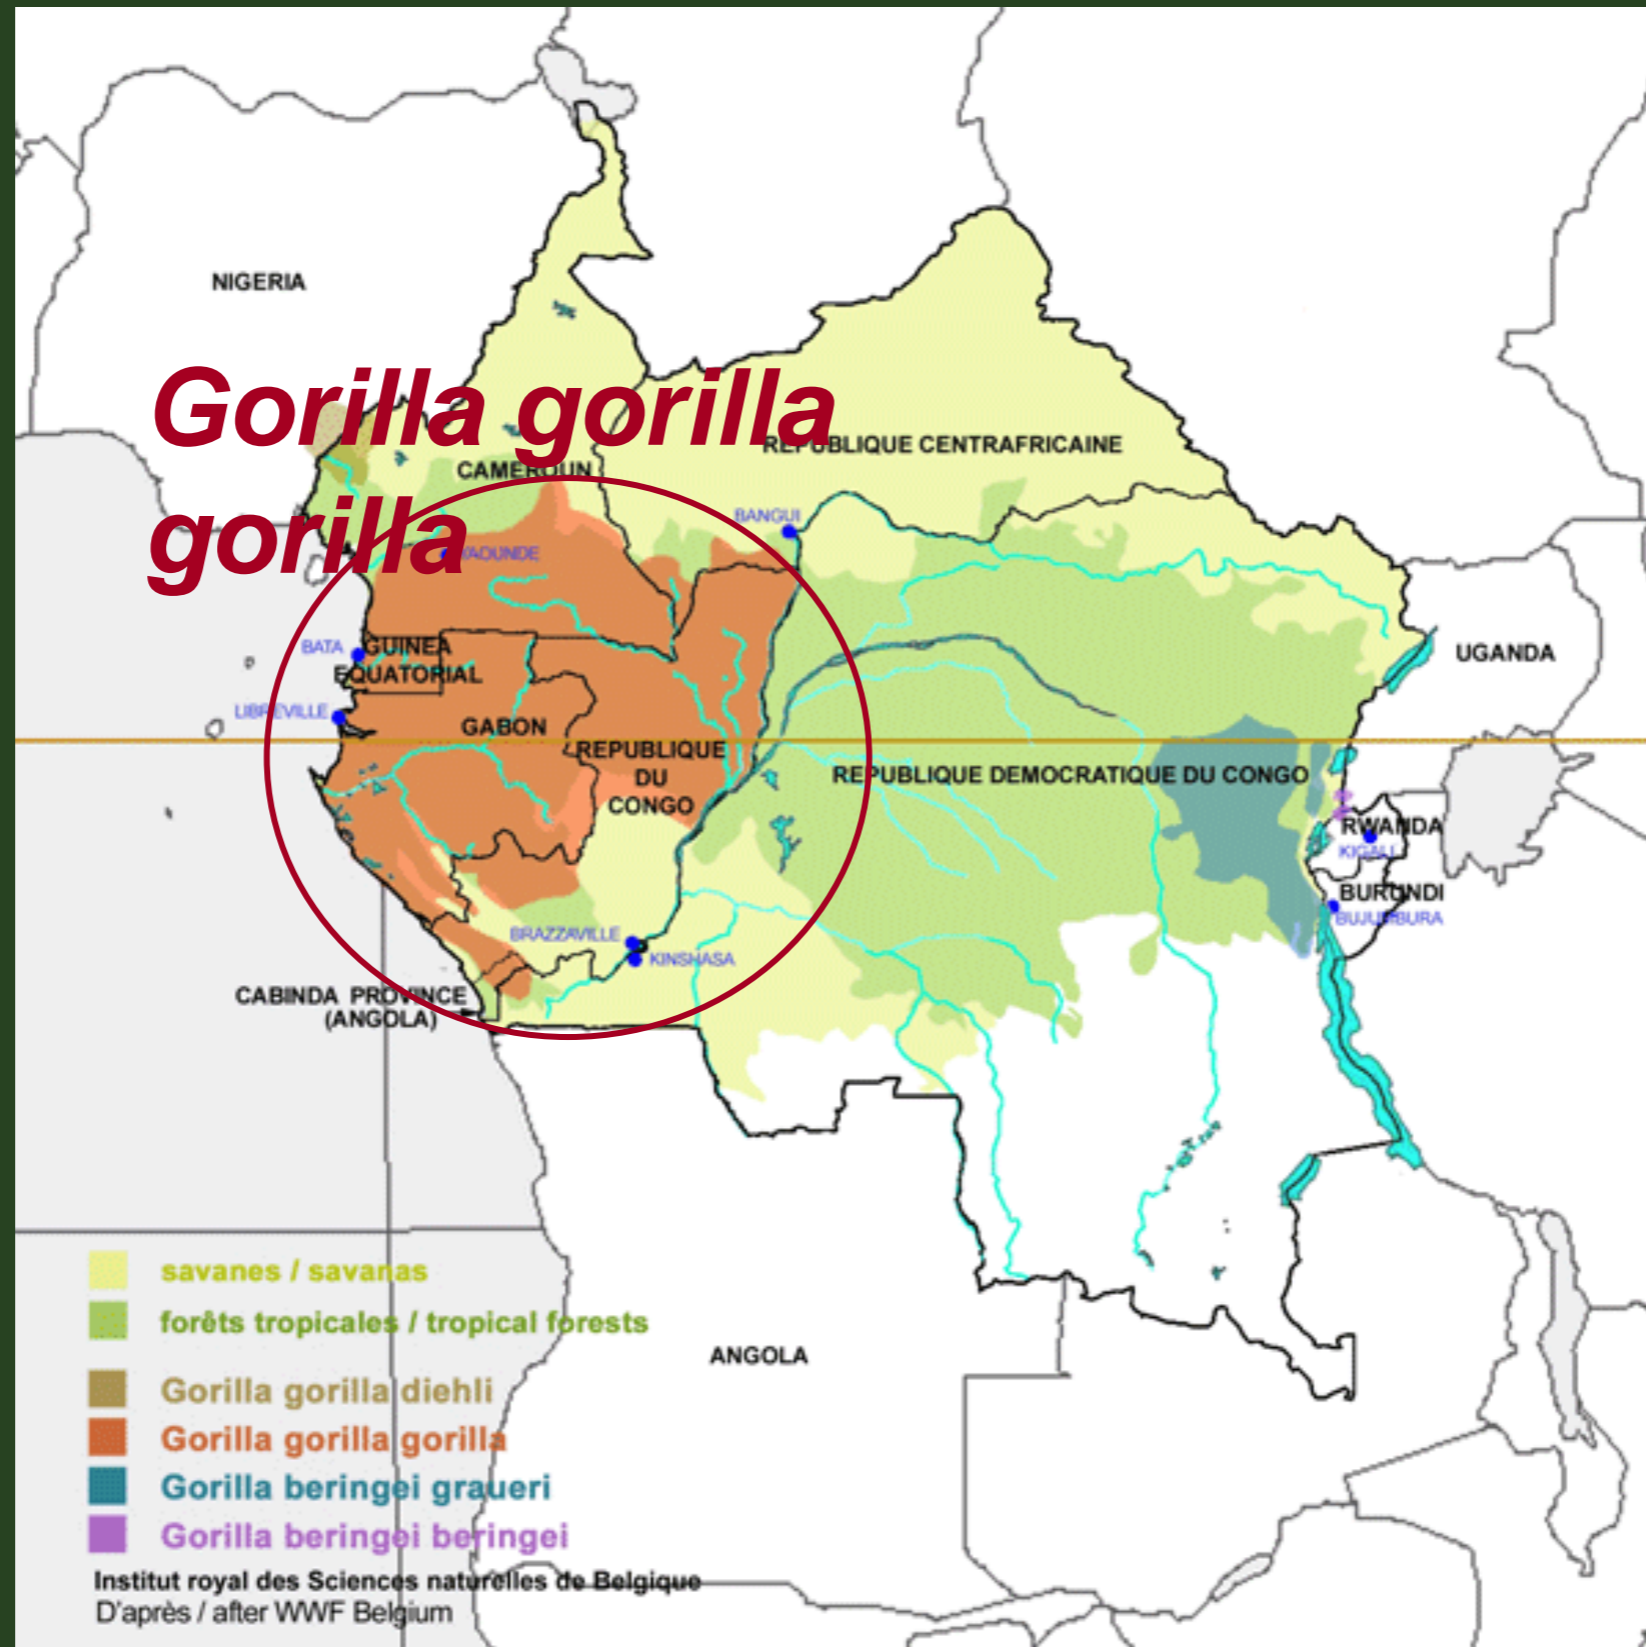 NIGERIA
Gorilla gorilla
gorilla
REPUBLIQUE CENTRAFRICAINE
CAMEROUN
BANGUI
YAOUNDE
BATA
GUINEA
EQUATORIAL
UGANDA
LIBREVILLE
GABON
REPUBLIQUE
DU
CONGO
REPUBLIQUE DEMOCRATIQUE DU CONGO
RWANDA
KIGALI
BURUNDI
BUJUMBURA
BRAZZAVILLE
KINSHASA
CABINDA PROVINCE
(ANGOLA)
ANGOLA
savanes / savanas
forêts tropicales / tropical forests
Gorilla gorilla diehli
Gorilla gorilla gorilla
Gorilla beringei graueri
Gorilla beringei beringei
Institut royal des Sciences naturelles de Belgique
D'après / after WWF Belgium